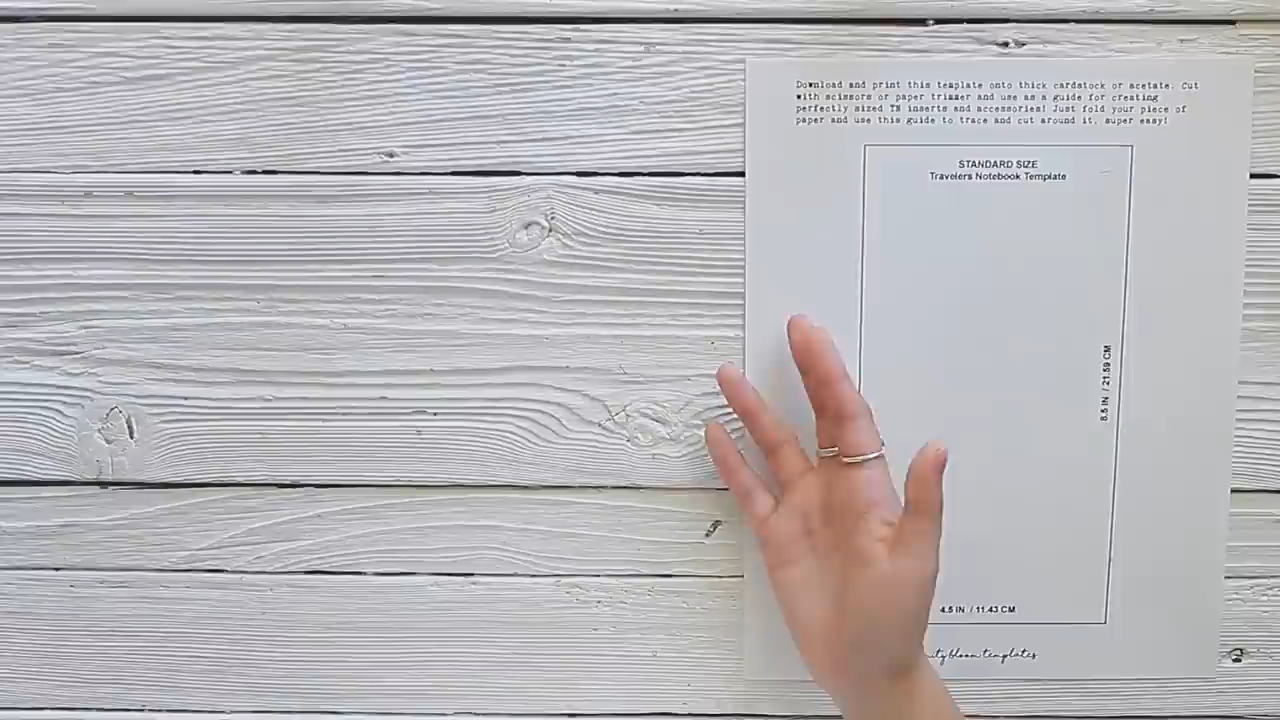 Download and print this template onto thick cardstock or acetate. Cut
with scissors or paper trimmer and use as a guide for creating
perfectly sized TN inserts and accessories! Just fold your piece of
paper and use this guide to trace and cut around it, super easy!
STANDARD SIZE
Travelers Notebook Template
8.5 IN. / 21.59 CM
4.5 IN. / 11.43 CM
templates